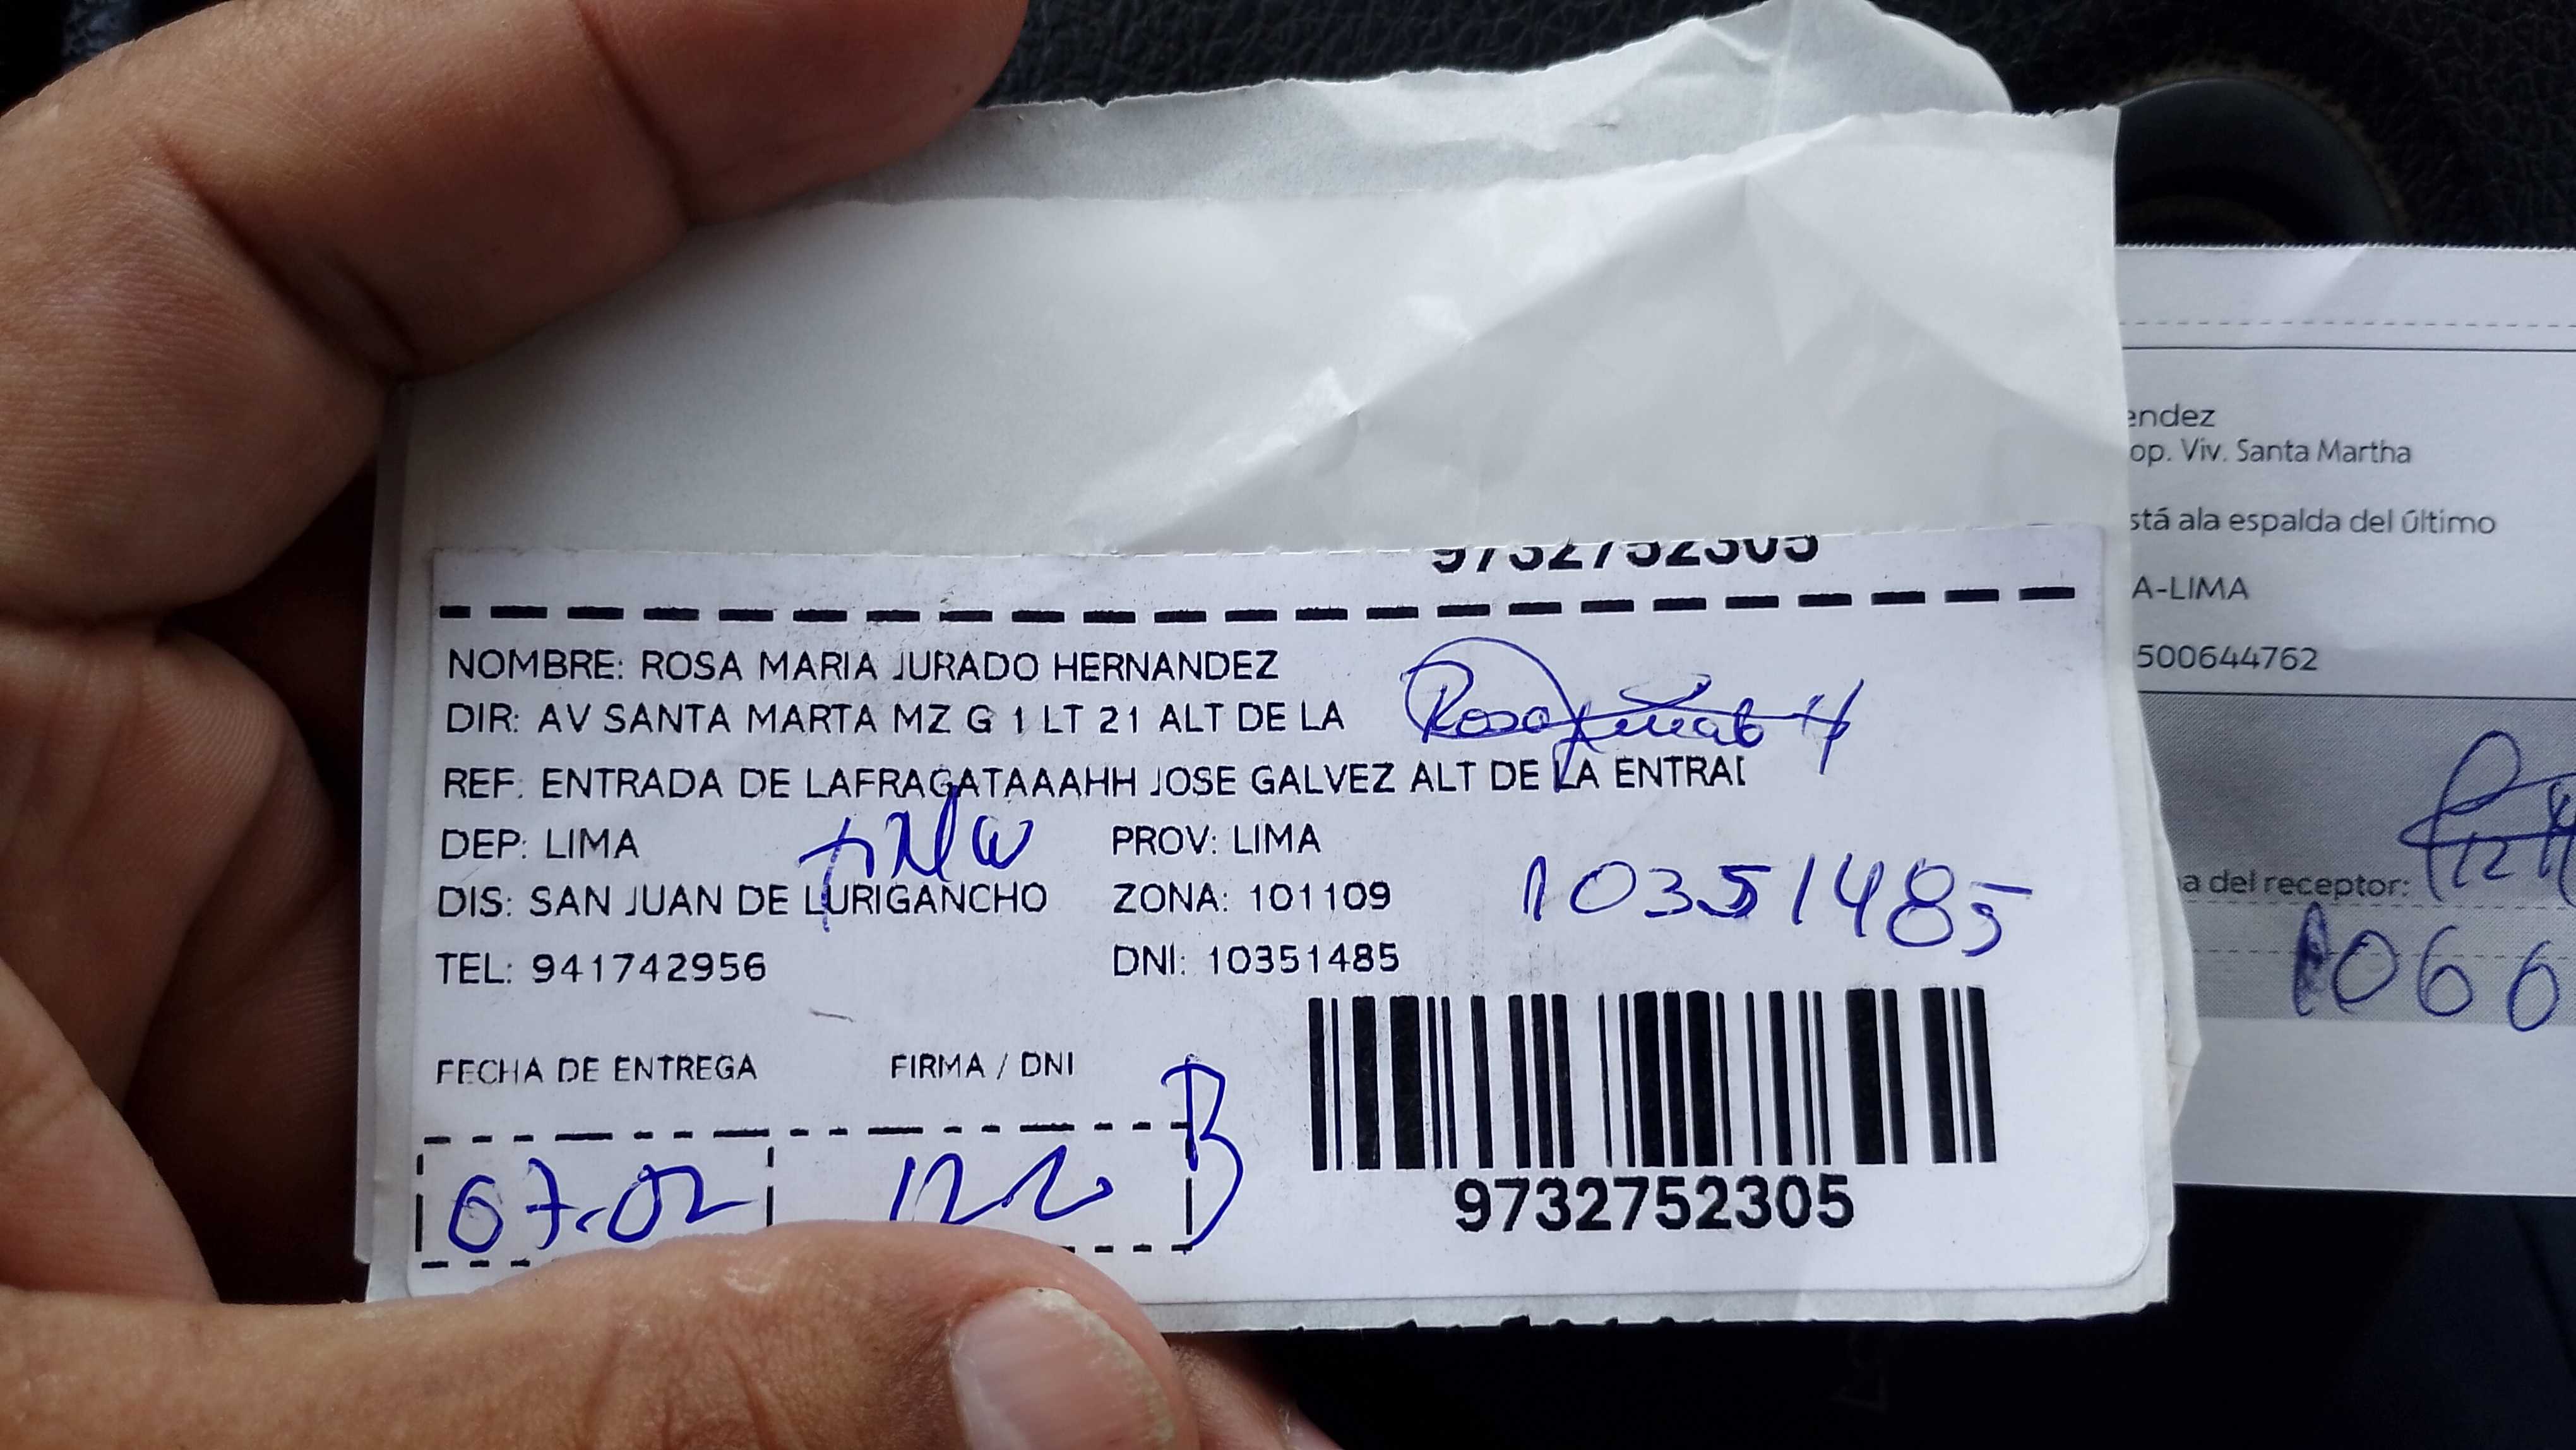 9732752305
NOMBRE: ROSA MARIA JURADO HERNANDEZ
DIR: AV SANTA MARTA MZ G 1 LT 21 ALT DE LA
REF: ENTRADA DE LAFRAGATAAAHH JOSE GALVEZ ALT DE LA ENTRAD
DEP: LIMA PROV: LIMA
DIS: SAN JUAN DE LURIGANCHO ZONA: 101109
10351485
TEL: 941742956 DNI: 10351485
FECHA DE ENTREGA FIRMA / DNI
B
07-02 1220
9732752305
endez
op. Viv. Santa Martha
stá ala espalda del último
A-LIMA
500644762
a del receptor:
1066